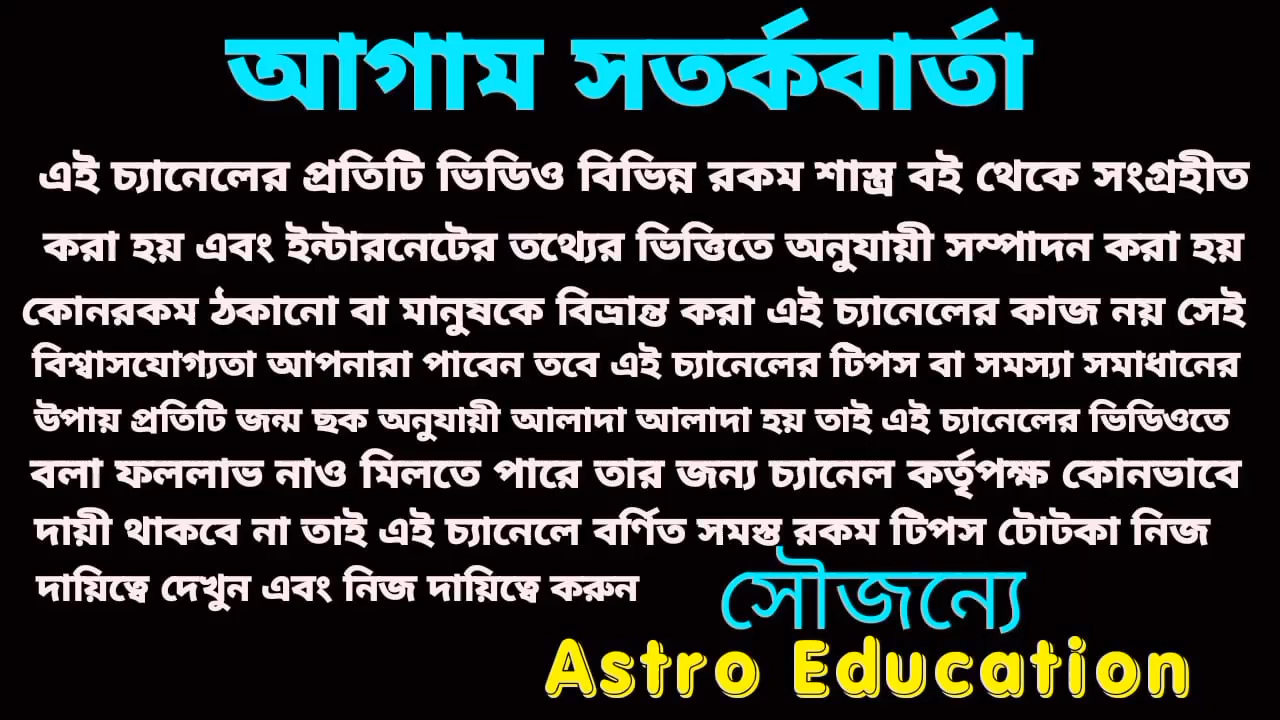 আগাম সতর্কবার্তা
এই চ্যানেলের প্রতিটি ভিডিও বিভিন্ন রকম শাস্ত্র বই থেকে সংগ্রহীত
করা হয় এবং ইন্টারনেটের তথ্যের ভিত্তিতে অনুযায়ী সম্পাদন করা হয়
কোনরকম ঠকানো বা মানুষকে বিভ্রান্ত করা এই চ্যানেলের কাজ নয় সেই
বিশ্বাসযোগ্যতা আপনারা পাবেন তবে এই চ্যানেলের টিপস বা সমস্যা সমাধানের
উপায় প্রতিটি জন্ম ছক অনুযায়ী আলাদা আলাদা হয় তাই এই চ্যানেলের ভিডিওতে
বলা ফললাভ নাও মিলতে পারে তার জন্য চ্যানেল কর্তৃপক্ষ কোনভাবে
দায়ী থাকবে না তাই এই চ্যানেলে বর্ণিত সমস্ত রকম টিপস টোটকা নিজ
দায়িত্বে দেখুন এবং নিজ দায়িত্বে করুন
সৌজন্যে
Astro Education